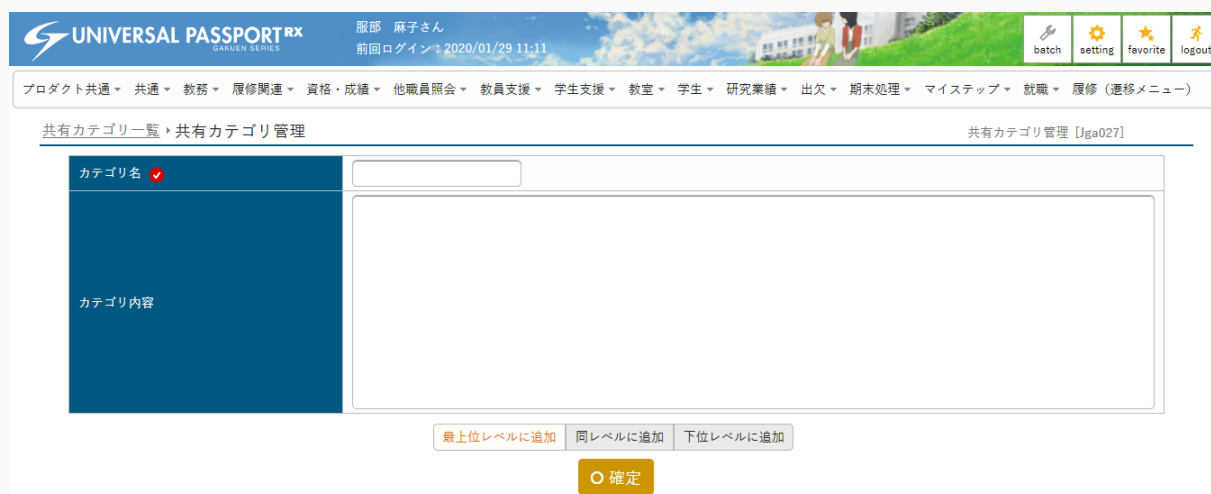 UNIVERSAL PASSPORT RX
GAKUEN SERIES
服部 麻子さん
前回ログイン：2020/01/29 11:11
batch setting favorite logout
プロダクト共通 共通 教務 履修関連 資格・成績 他職員照会 教員支援 学生支援 教室 学生 研究業績 出欠 期末処理 マイステップ 就職 履修（遷移メニュー）
共有カテゴリ一覧 共有カテゴリ管理 共有カテゴリ管理 [Jga027]
カテゴリ名
カテゴリ内容
最上位レベルに追加 同レベルに追加 下位レベルに追加
確定